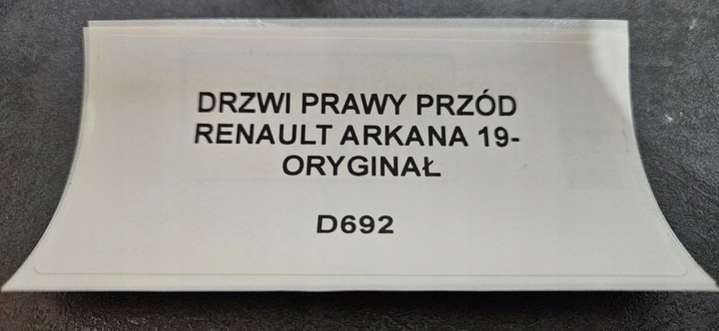 DRZWI PRAWY PRZÓD
RENAULT ARKANA 19-
ORYGINAŁ
D692